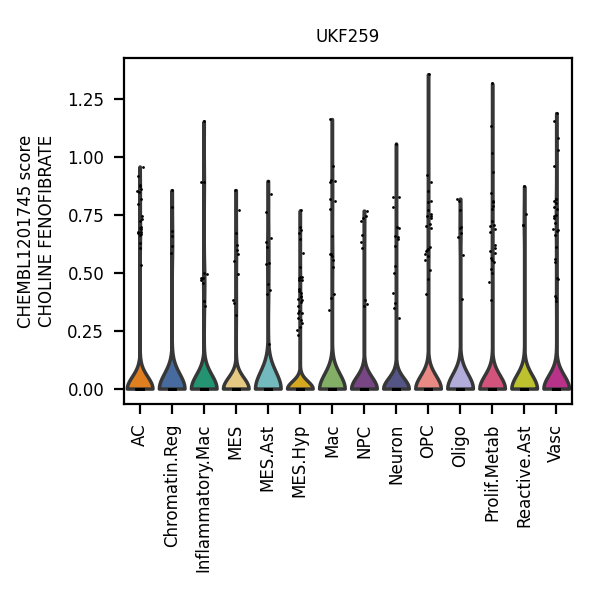 UKF259
CHEMBL1201745 score
CHOLINE FENOFIBRATE
1.25
1.00
0.75
0.50
0.25
0.00
AC
Chromatin.Reg
Inflammatory.Mac
MES
MES.Ast
MES.Hyp
Mac
NPC
Neuron
OPC
Oligo
Prolif.Metab
Reactive.Ast
Vasc